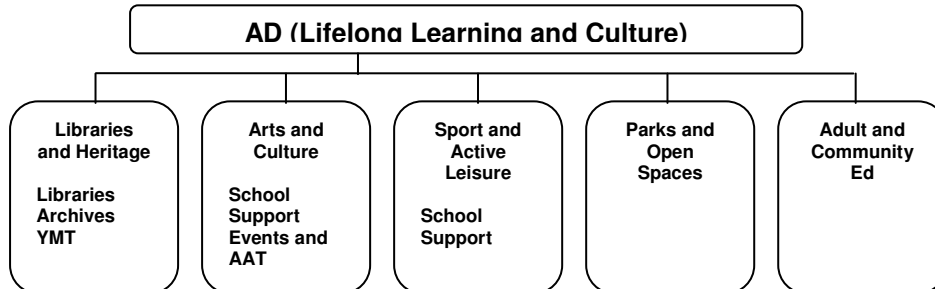 AD (Lifelong Learning and Culture)
Libraries
and Heritage
Libraries
Archives
YMT
Arts and
Culture
School
Support
Events and
AAT
Sport and
Active
Leisure
School
Support
Parks and
Open
Spaces
Adult and
Community
Ed